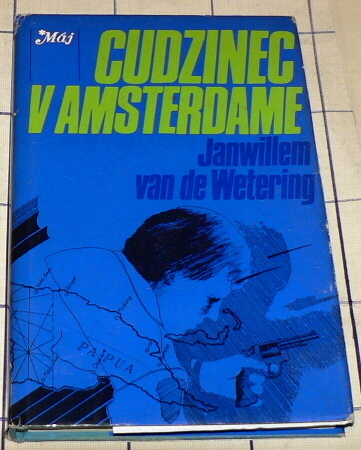 *Máj
CUDZINEC
V AMSTERDAME
Janwillem
van de Wetering
PAPUA